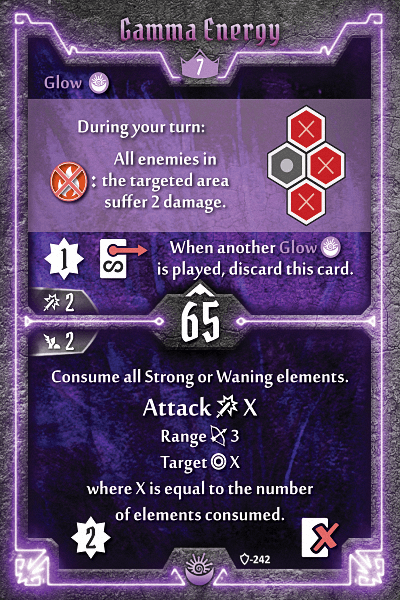 Gamma Energy
7
Glow
During your turn:
All enemies in
: the targeted area
suffer 2 damage.
1
When another Glow
is played, discard this card.
2
65
2
Consume all Strong or Waning elements.
Attack X
Range 3
Target X
where X is equal to the number
of elements consumed.
2
-242